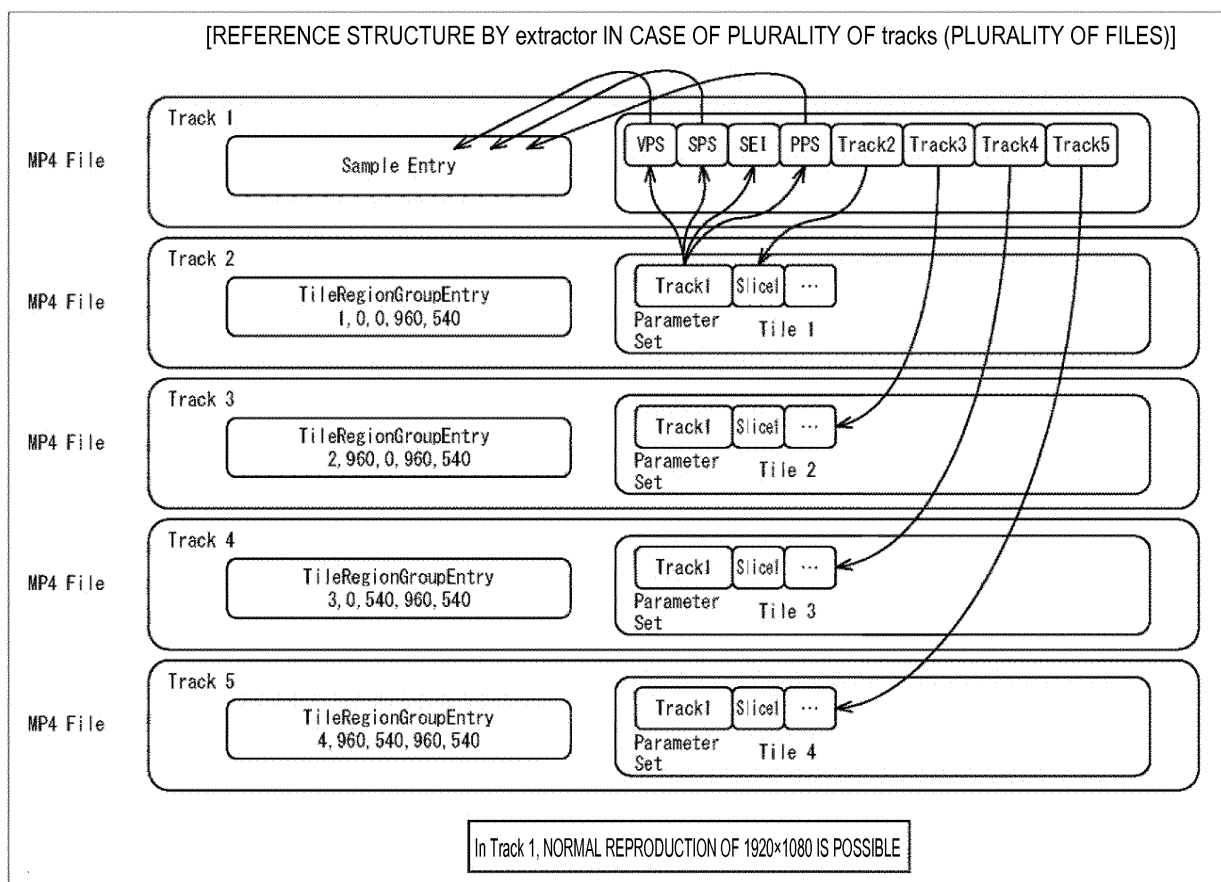 [REFERENCE STRUCTURE BY extractor IN CASE OF PLURALITY OF tracks (PLURALITY OF FILES)]
MP4 File
Track 1
Sample Entry
VPS SPS SEI PPS Track2 Track3 Track4 Track5
MP4 File
Track 2
TileRegionGroupEntry
1, 0, 0, 960, 540
Track1 Slice1 ...
Parameter
Set
Tile 1
MP4 File
Track 3
TileRegionGroupEntry
2, 960, 0, 960, 540
Track1 Slice1 ...
Parameter
Set
Tile 2
MP4 File
Track 4
TileRegionGroupEntry
3, 0, 540, 960, 540
Track1 Slice1 ...
Parameter
Set
Tile 3
MP4 File
Track 5
TileRegionGroupEntry
4, 960, 540, 960, 540
Track1 Slice1 ...
Parameter
Set
Tile 4
In Track 1, NORMAL REPRODUCTION OF 1920×1080 IS POSSIBLE